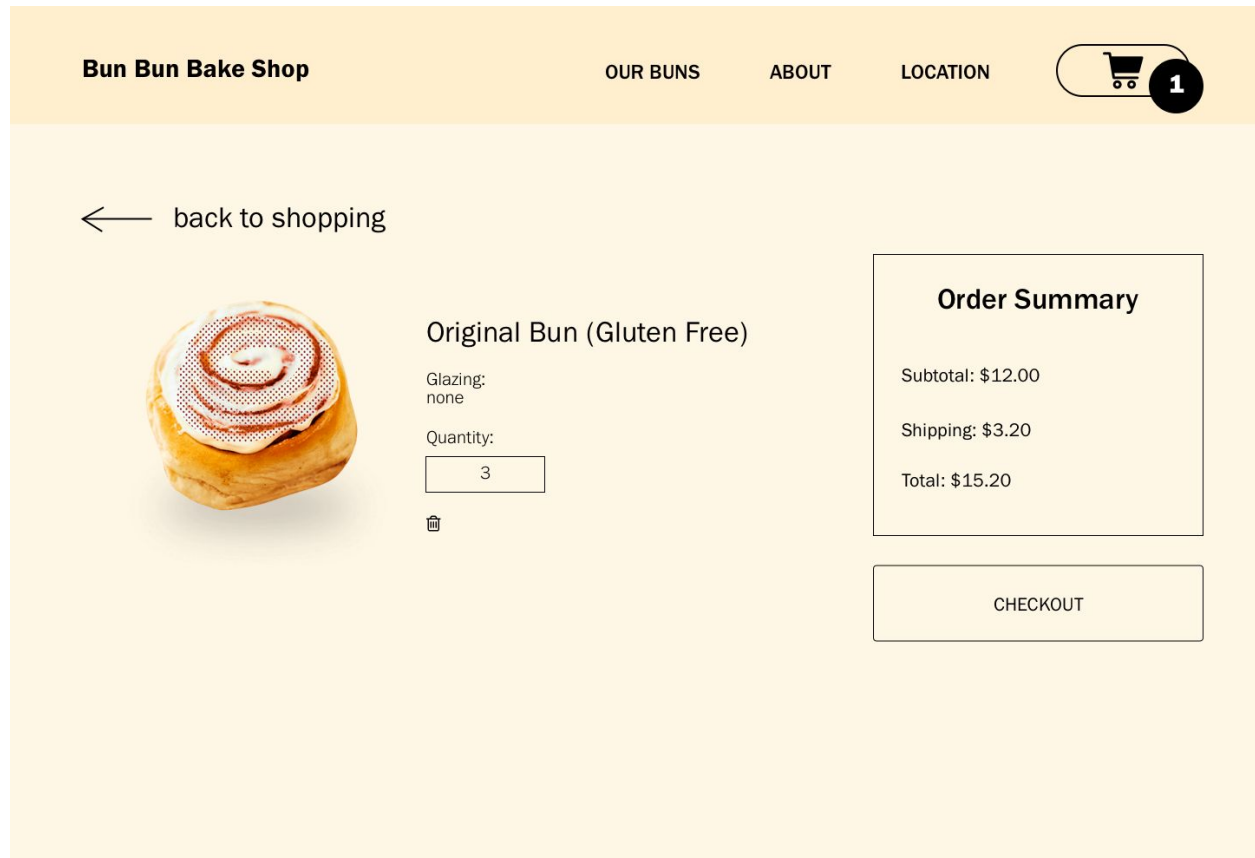 Bun Bun Bake Shop
OUR BUNS
ABOUT
LOCATION
1
back to shopping
Original Bun (Gluten Free)
Glazing:
none
Quantity:
3
Order Summary
Subtotal: $12.00
Shipping: $3.20
Total: $15.20
CHECKOUT